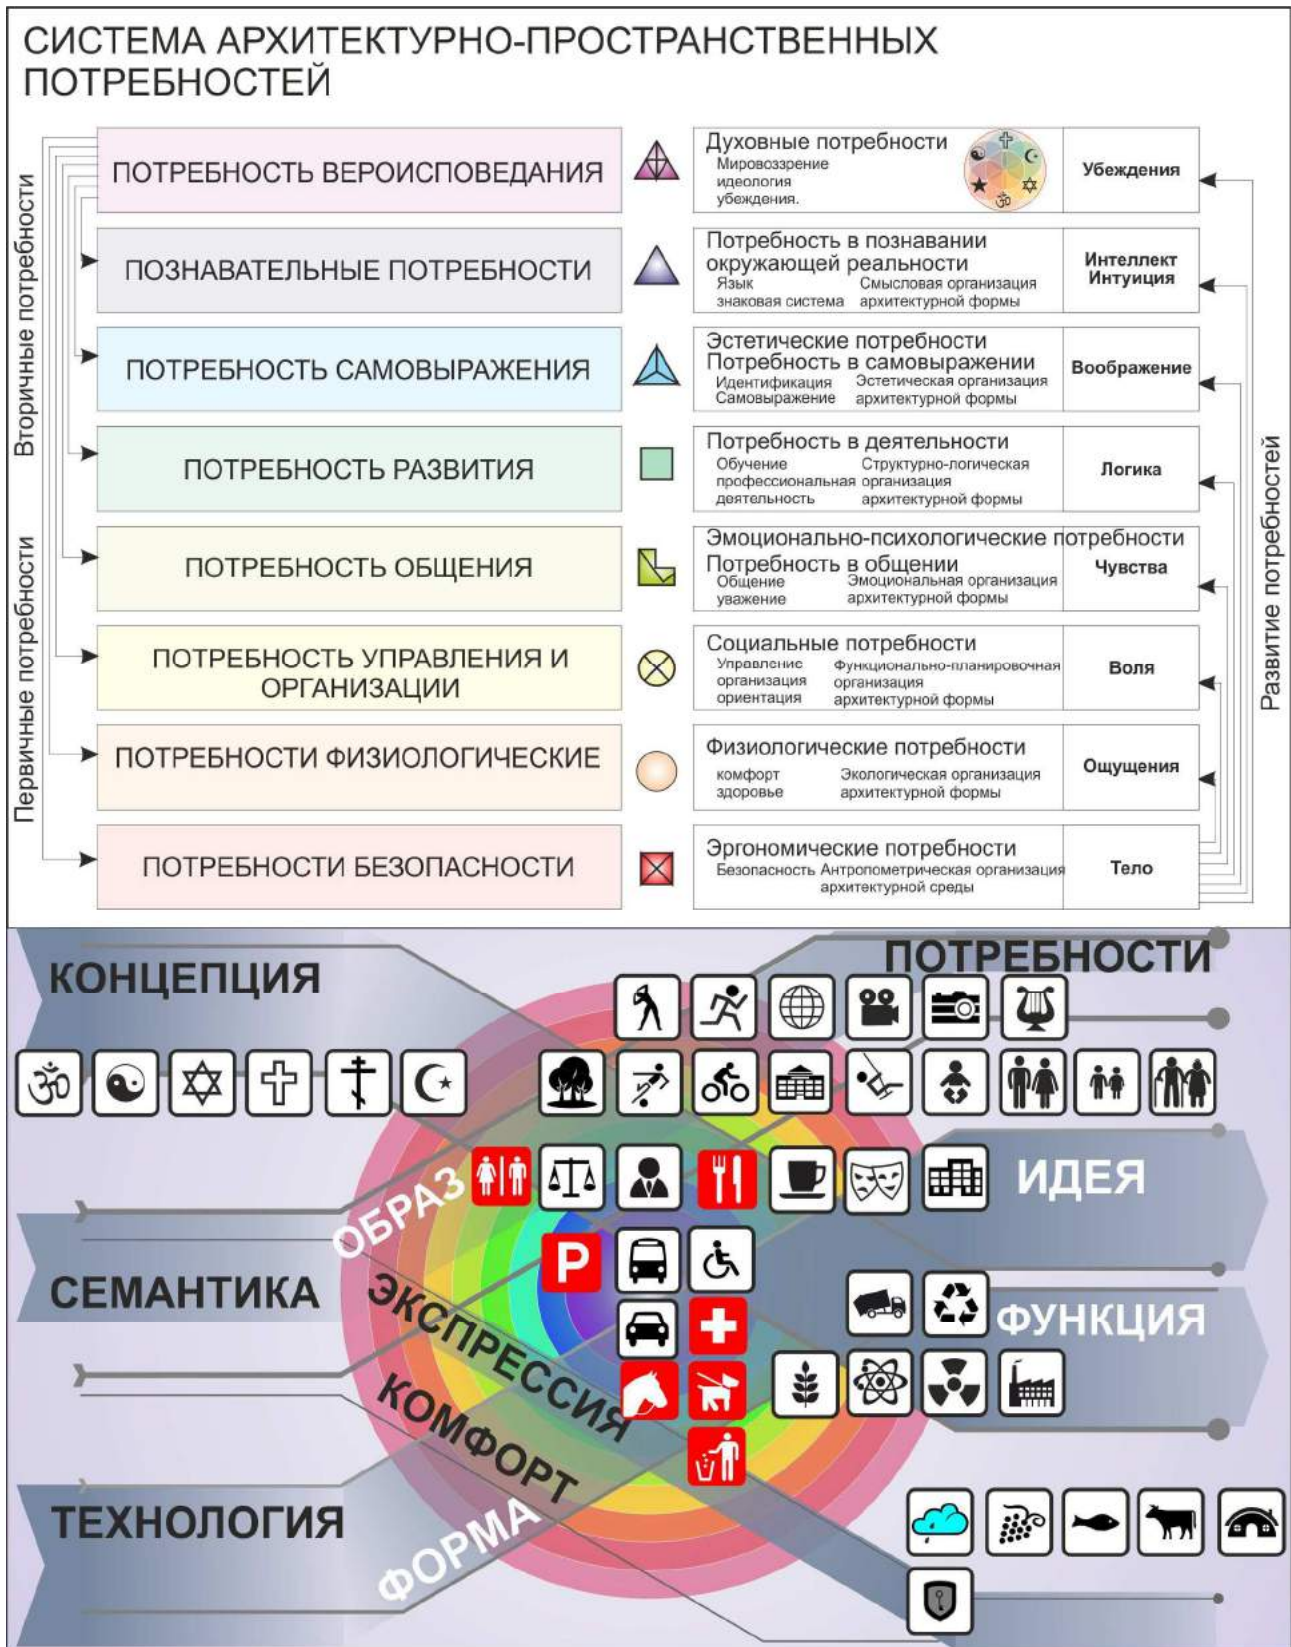 СИСТЕМА АРХИТЕКТУРНО-ПРОСТРАНСТВЕННЫХ
ПОТРЕБНОСТЕЙ
Вторичные потребности
Первичные потребности
ПОТРЕБНОСТЬ ВЕРОИСПОВЕДАНИЯ
Духовные потребности
Мировоззрение
идеология
убеждения.
Убеждения
ПОЗНАВАТЕЛЬНЫЕ ПОТРЕБНОСТИ
Потребность в познавании
окружающей реальности
Язык Смысловая организация
знаковая система архитектурной формы
Интеллект
Интуиция
ПОТРЕБНОСТЬ САМОВЫРАЖЕНИЯ
Эстетические потребности
Потребность в самовыражении
Идентификация Эстетическая организация
Самовыражение архитектурной формы
Воображение
ПОТРЕБНОСТЬ РАЗВИТИЯ
Потребность в деятельности
Обучение Структурно-логическая
профессиональная организация
деятельность архитектурной формы
Логика
ПОТРЕБНОСТЬ ОБЩЕНИЯ
Эмоционально-психологические потребности
Потребность в общении
Общение Эмоциональная организация
уважение архитектурной формы
Чувства
ПОТРЕБНОСТЬ УПРАВЛЕНИЯ И
ОРГАНИЗАЦИИ
Социальные потребности
Управление Функционально-планировочная
организация организация
ориентация архитектурной формы
Воля
ПОТРЕБНОСТИ ФИЗИОЛОГИЧЕСКИЕ
Физиологические потребности
комфорт Экологическая организация
здоровье архитектурной формы
Ощущения
ПОТРЕБНОСТИ БЕЗОПАСНОСТИ
Эргономические потребности
Безопасность Антропометрическая организация
архитектурной среды
Тело
Развитие потребностей
КОНЦЕПЦИЯ
ПОТРЕБНОСТИ
ОБРАЗ
ИДЕЯ
P
СЕМАНТИКА
ЭКСПРЕССИЯ
ФУНКЦИЯ
КОМФОРТ
ТЕХНОЛОГИЯ
ФОРМА